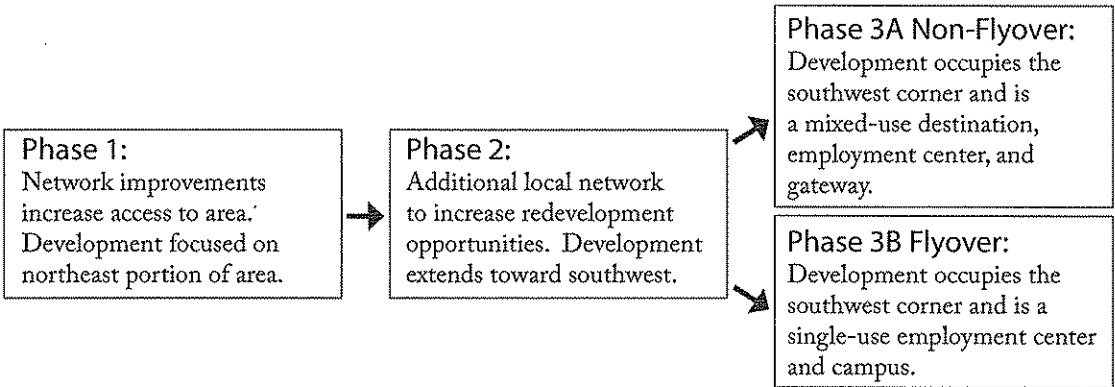 Phase 1:
Network improvements
increase access to area.
Development focused on
northeast portion of area.
Phase 2:
Additional local network
to increase redevelopment
opportunities. Development
extends toward southwest.
Phase 3A Non-Flyover:
Development occupies the
southwest corner and is
a mixed-use destination,
employment center, and
gateway.
Phase 3B Flyover:
Development occupies the
southwest corner and is a
single-use employment center
and campus.